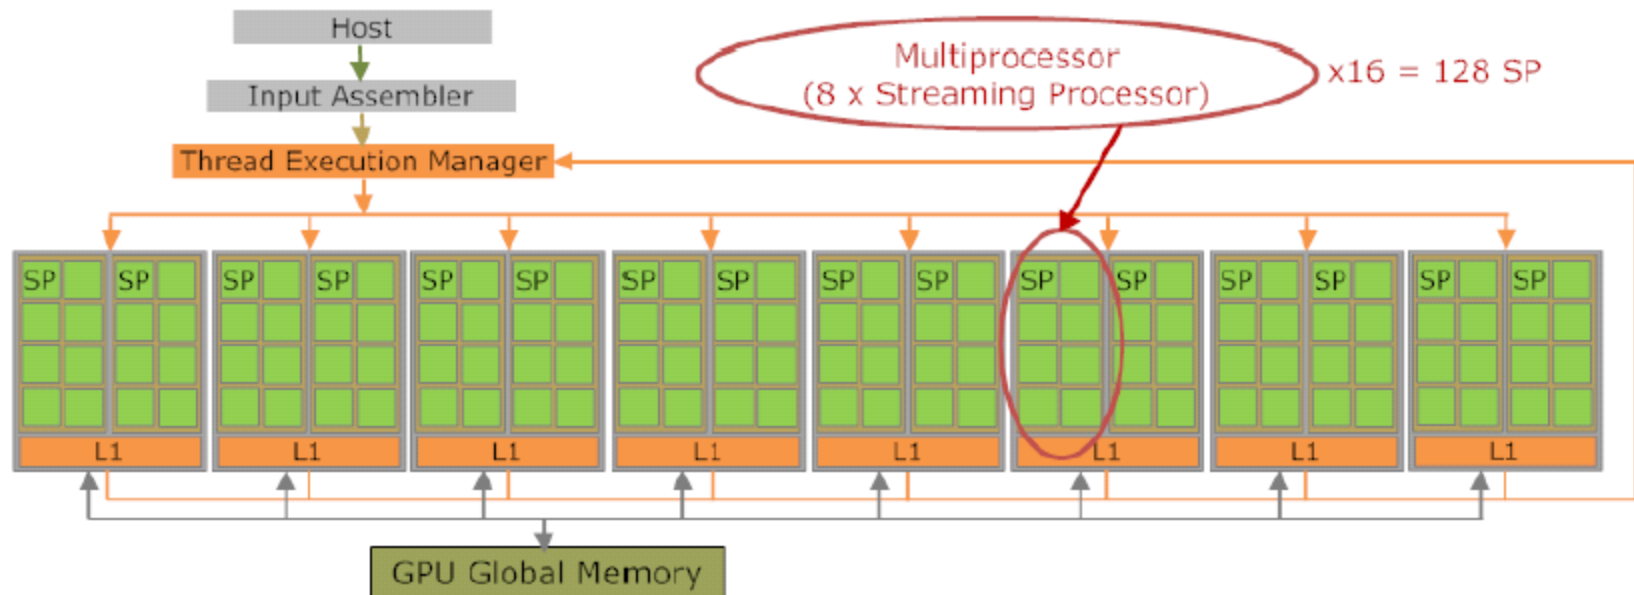 Host
Input Assembler
Thread Execution Manager
Multiprocessor
(8 x Streaming Processor)
x16 = 128 SP
SP SP SP SP SP SP SP SP SP SP SP SP SP SP SP SP
L1 L1 L1 L1 L1 L1 L1 L1
GPU Global Memory